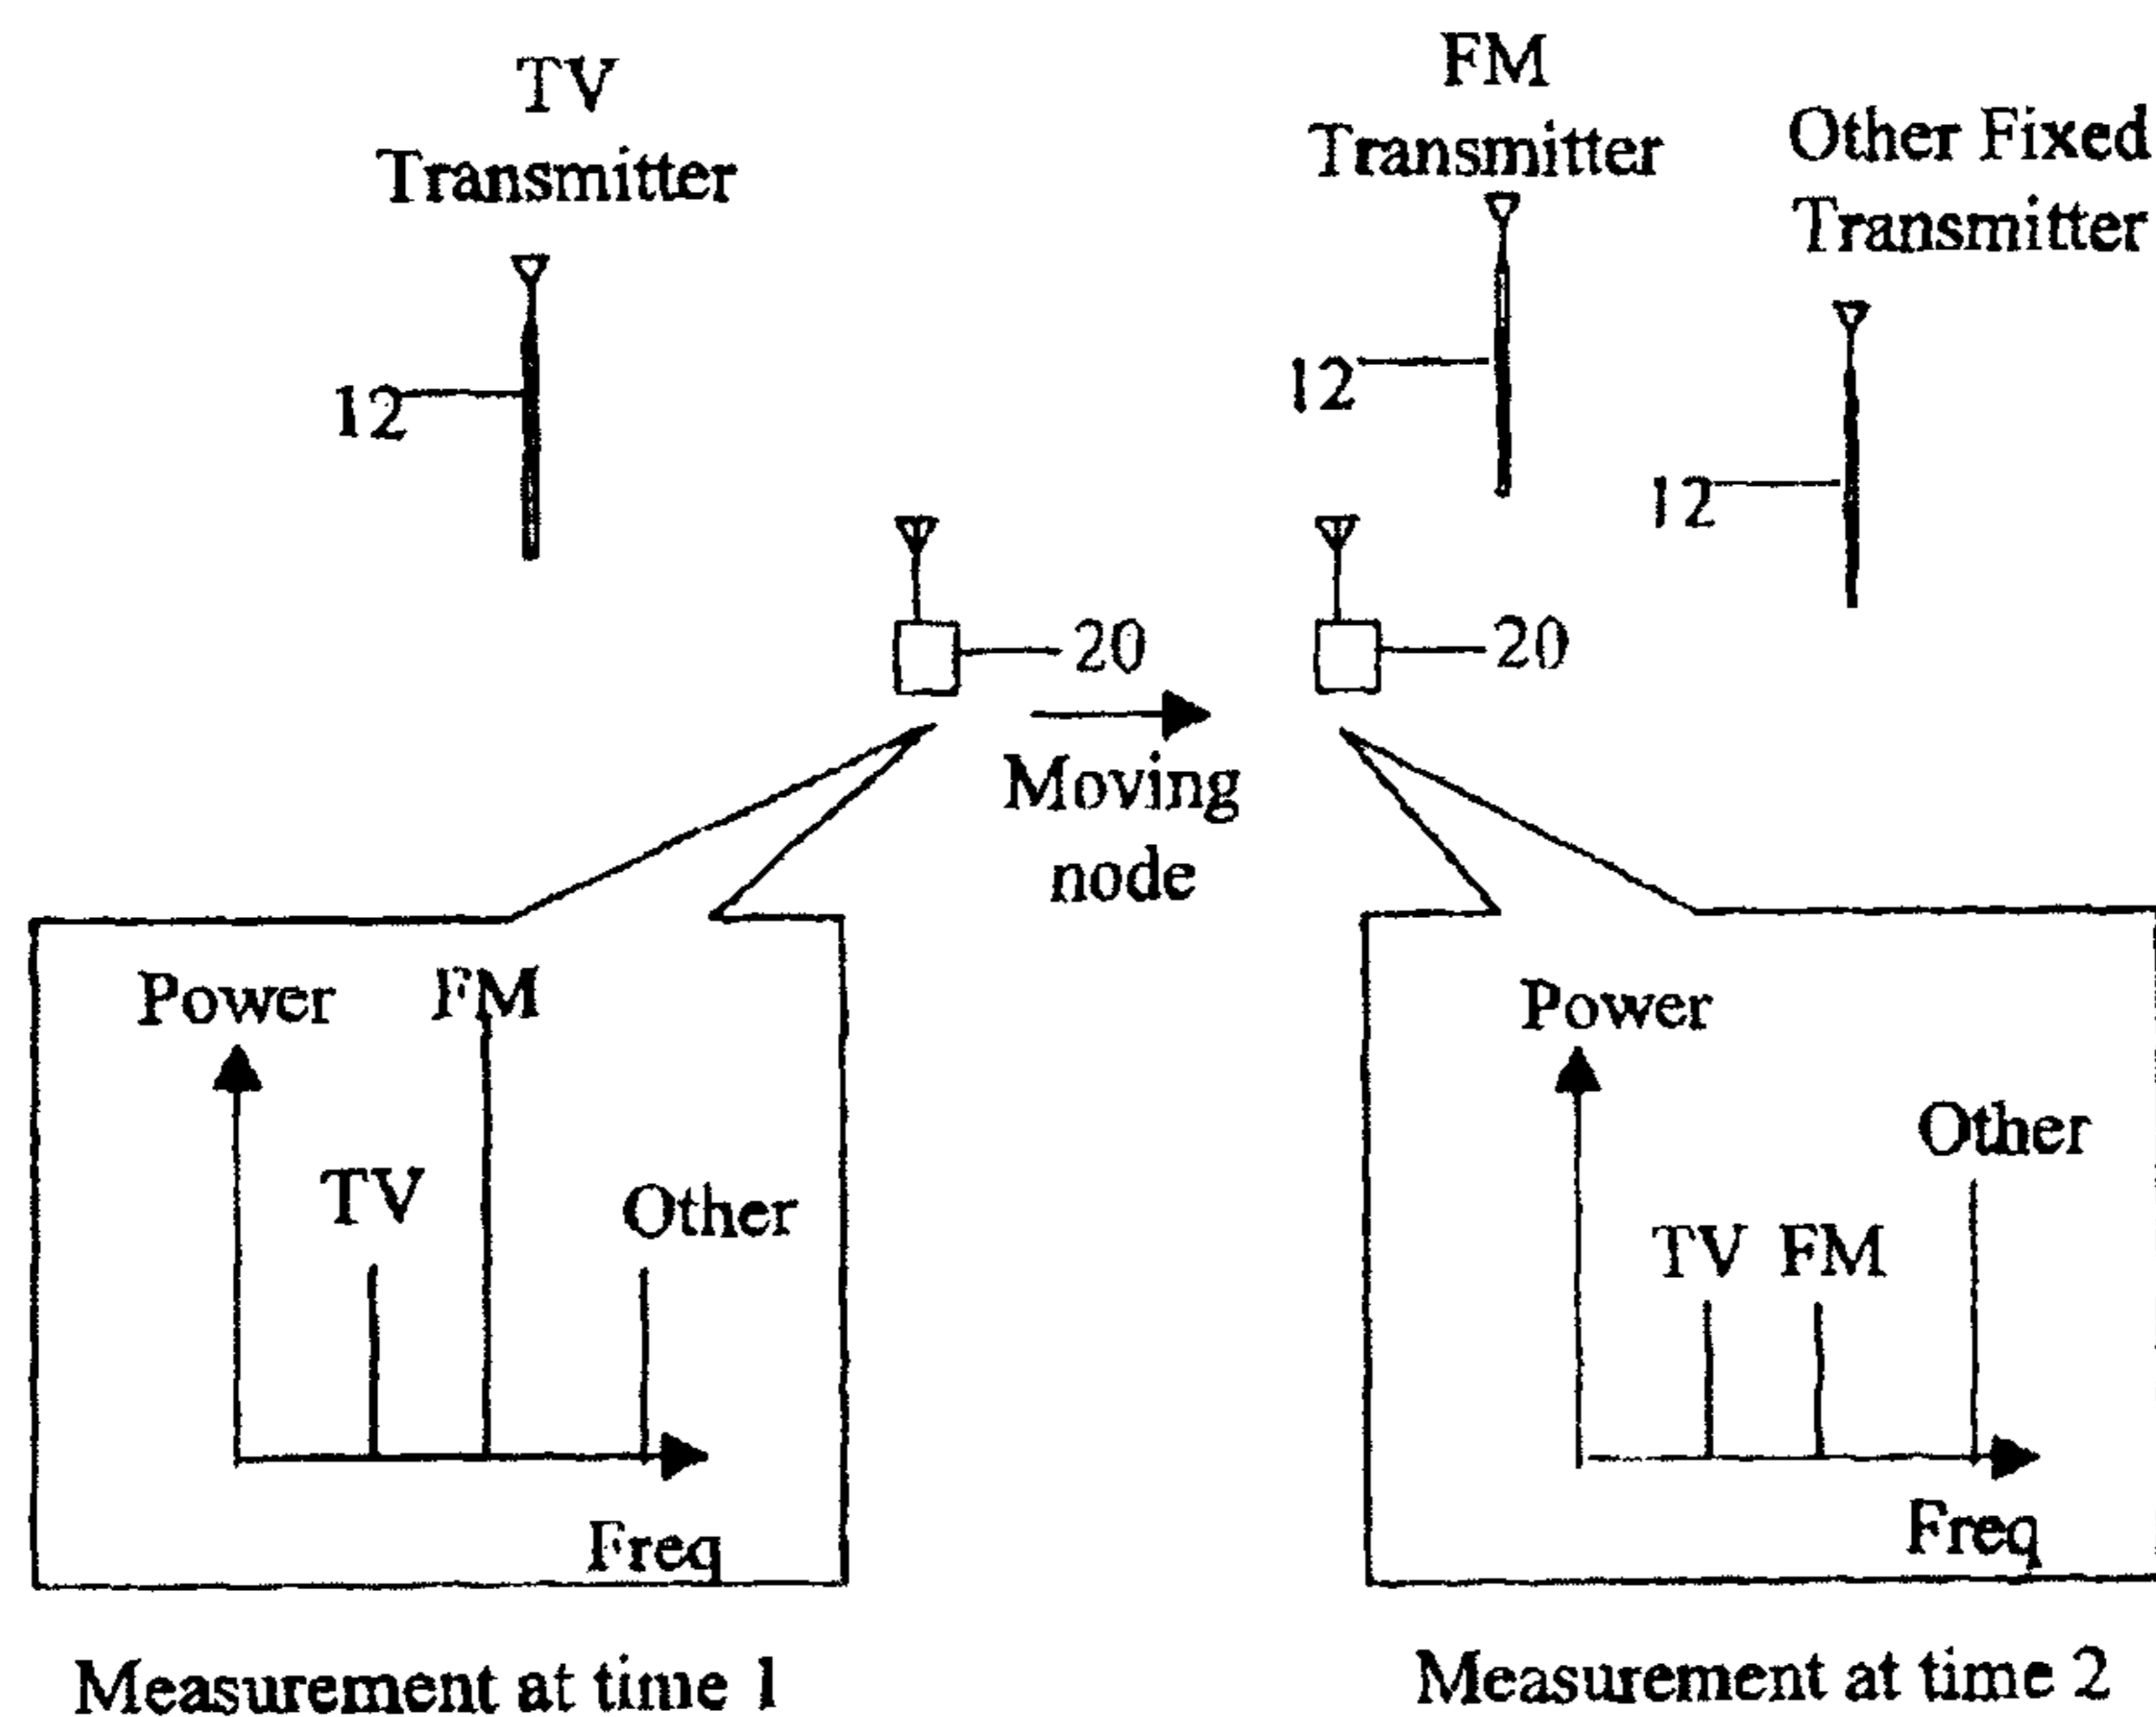 TV
Transmitter
FM
Transmitter
Other Fixed
Transmitter
12
12
12
20
20
Moving
node
Power
FM
TV
Other
Freq
Power
Other
TV FM
Freq
Measurement at time 1
Measurement at time 2